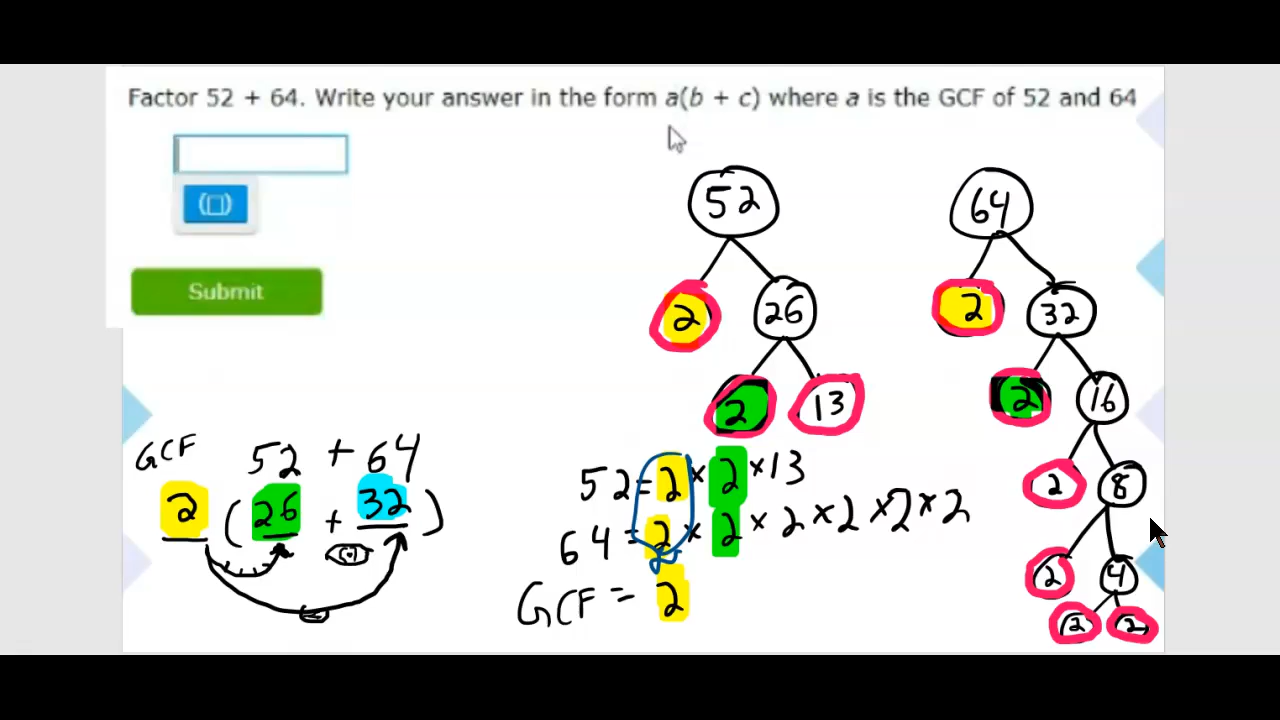 Factor 52 + 64. Write your answer in the form a(b + c) where a is the GCF of 52 and 64
(□)
Submit
52
64
2
26
2
32
2
13
2
16
2
8
2
4
2
2
GCF 52 + 64
2 (26 + 32)
52 = 2 × 2 × 13
64 = 2 × 2 × 2 × 2 × 2 × 2
2
GCF = 2